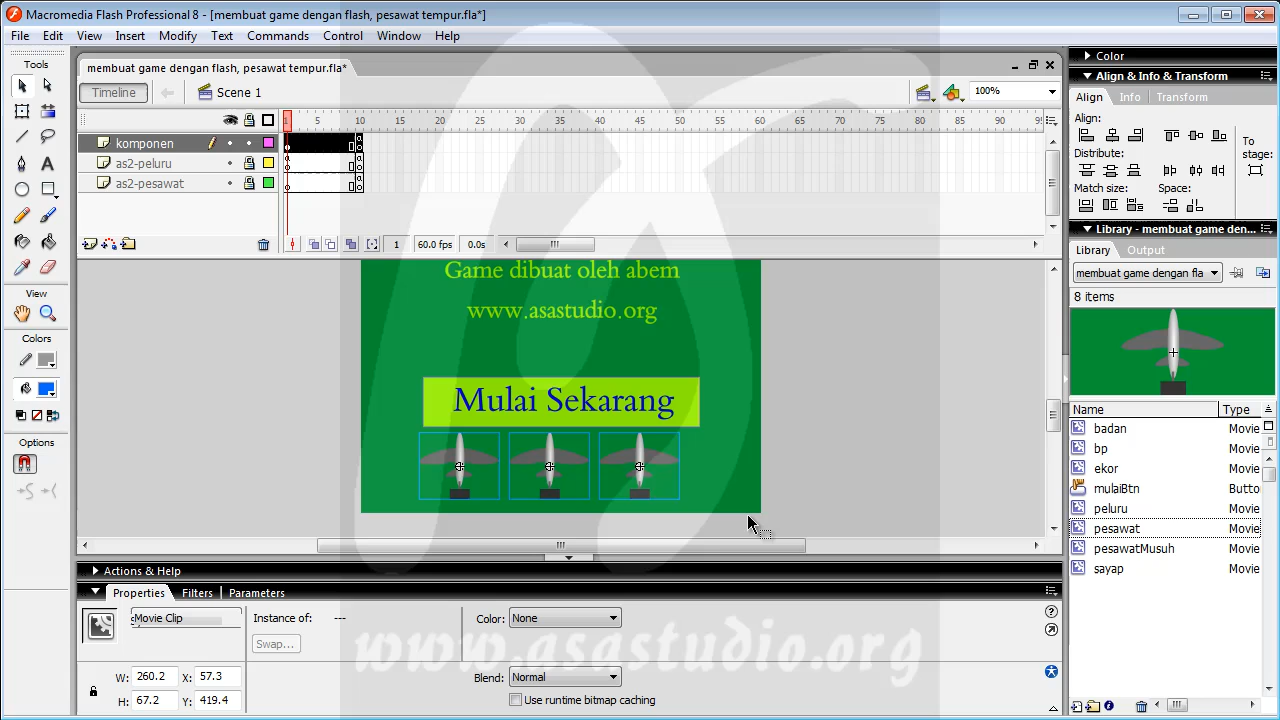 Macromedia Flash Professional 8 - [membuat game dengan flash, pesawat tempur.fla*]
File Edit View Insert Modify Text Commands Control Window Help
Tools
View
Colors
Options
membuat game dengan flash, pesawat tempur.fla*
Timeline
Scene 1
100%
1 5 10 15 20 25 30 35 40 45 50 55 60 65 70 75 80 85 90 95
komponen
as2-peluru
as2-pesawat
1 60.0 fps 0.0s
Game dibuat oleh abem
www.asastudio.org
Mulai Sekarang
Actions & Help
Properties Filters Parameters
Movie Clip
Instance of: ---
Swap...
Color: None
Blend: Normal
Use runtime bitmap caching
W: 260.2 X: 57.3
H: 67.2 Y: 419.4
www.asastudio.org
Color
Align & Info & Transform
Align Info Transform
Align:
Distribute:
Match size: Space:
To
stage:
Library - membuat game den...
Library Output
membuat game dengan fla
8 items
Name Type
badan Movie
bp Movie
ekor Movie
mulaiBtn Butto
peluru Movie
pesawat Movie
pesawatMusuh Movie
sayap Movie